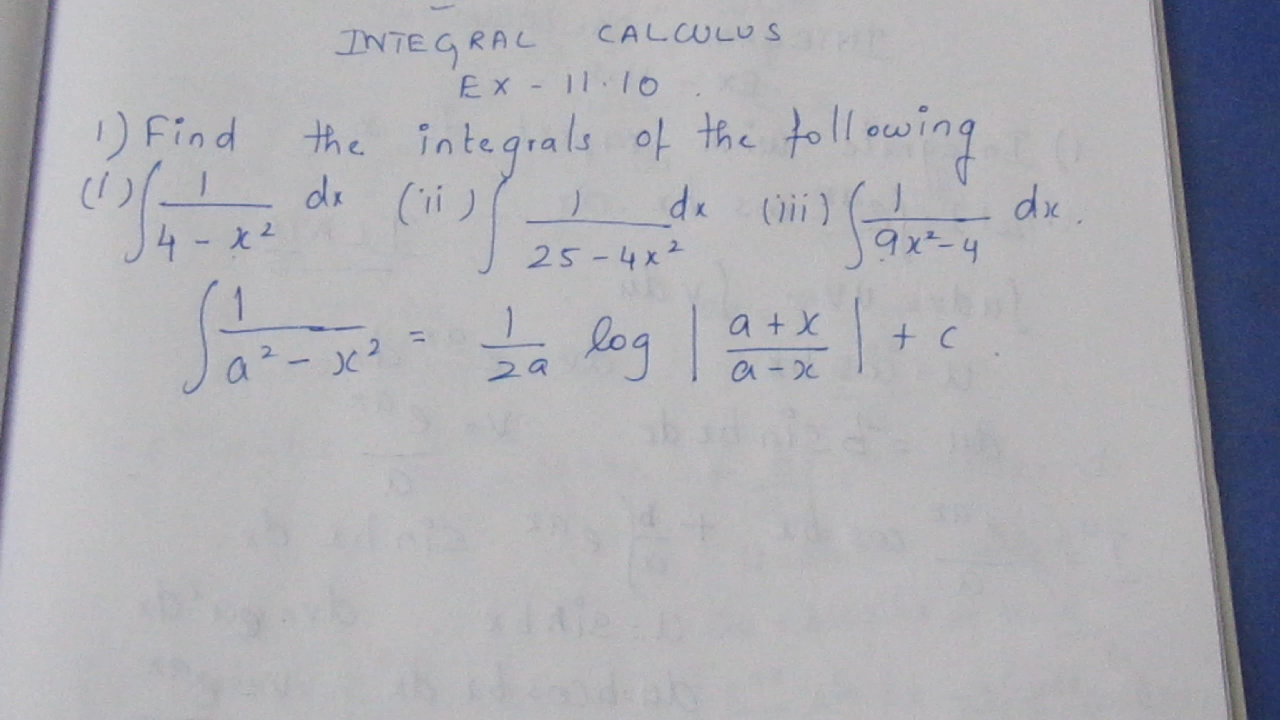 INTEGRAL CALCULUS
EX - 11.10.
1) Find the integrals of the following
(i) ∫ 1/(4 - x²) dx (ii) ∫ 1/(25 - 4x²) dx (iii) ∫ 1/(9x² - 4) dx.
∫ 1/(a² - x²) = 1/(2a) log | (a + x)/(a - x) | + c.